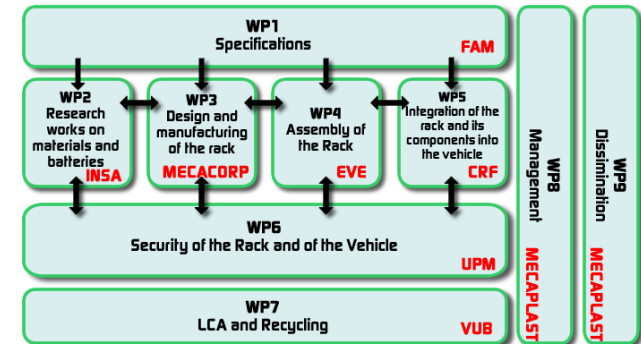 WP1
Specifications
FAM
WP2
Research
works on
materials and
batteries
INSA
WP3
Design and
manufacturing
of the rack
MECACORP
WP4
Assembly of
the Rack
EVE
WP5
Integration of the
rack and its
components into
the vehicle
CRF
WP6
Security of the Rack and of the Vehicle
UPM
WP7
LCA and Recycling
VUB
WP8
Management
MECAPLAST
WP9
Dissimination
MECAPLAST